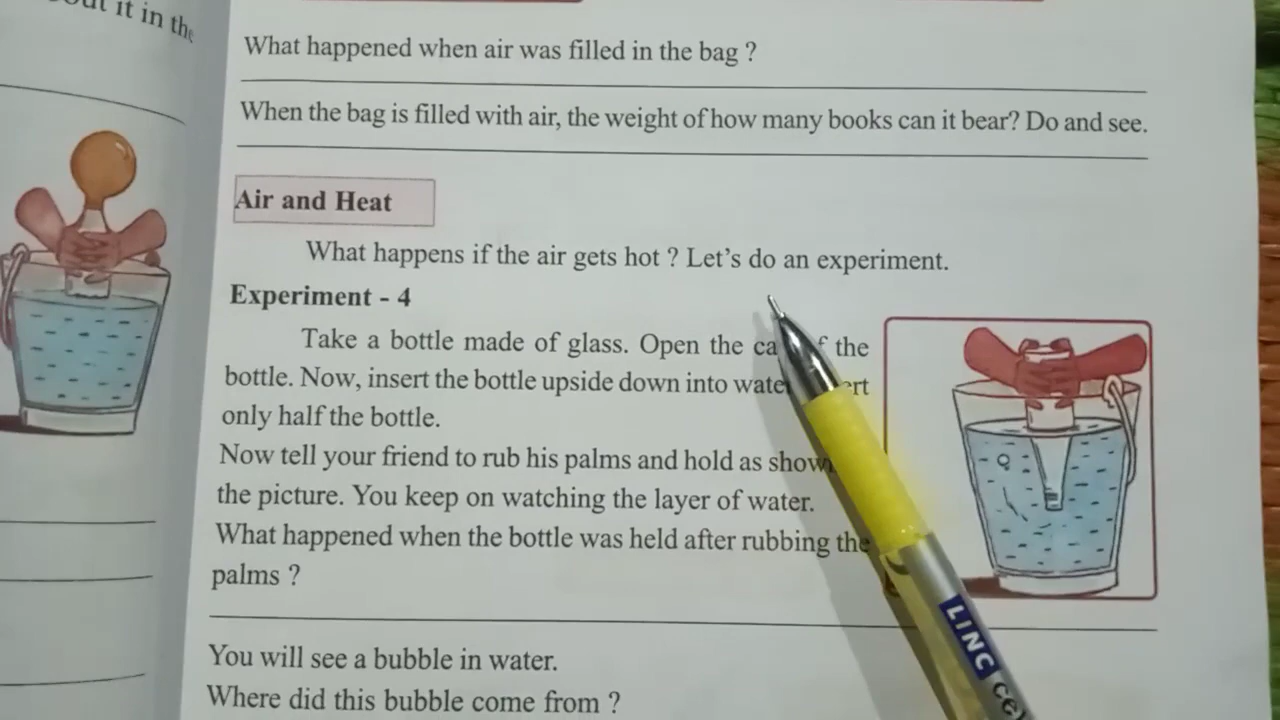 it in the
What happened when air was filled in the bag ?
When the bag is filled with air, the weight of how many books can it bear? Do and see.
Air and Heat
What happens if the air gets hot ? Let's do an experiment.
Experiment - 4
Take a bottle made of glass. Open the of the
bottle. Now, insert the bottle upside down into
only half the bottle.
Now tell your friend to rub his palms and hold as
the picture. You keep on watching the layer of water.
What happened when the bottle was held after rubbing the
palms ?
You will see a bubble in water.
Where did this bubble come from ?
LINC